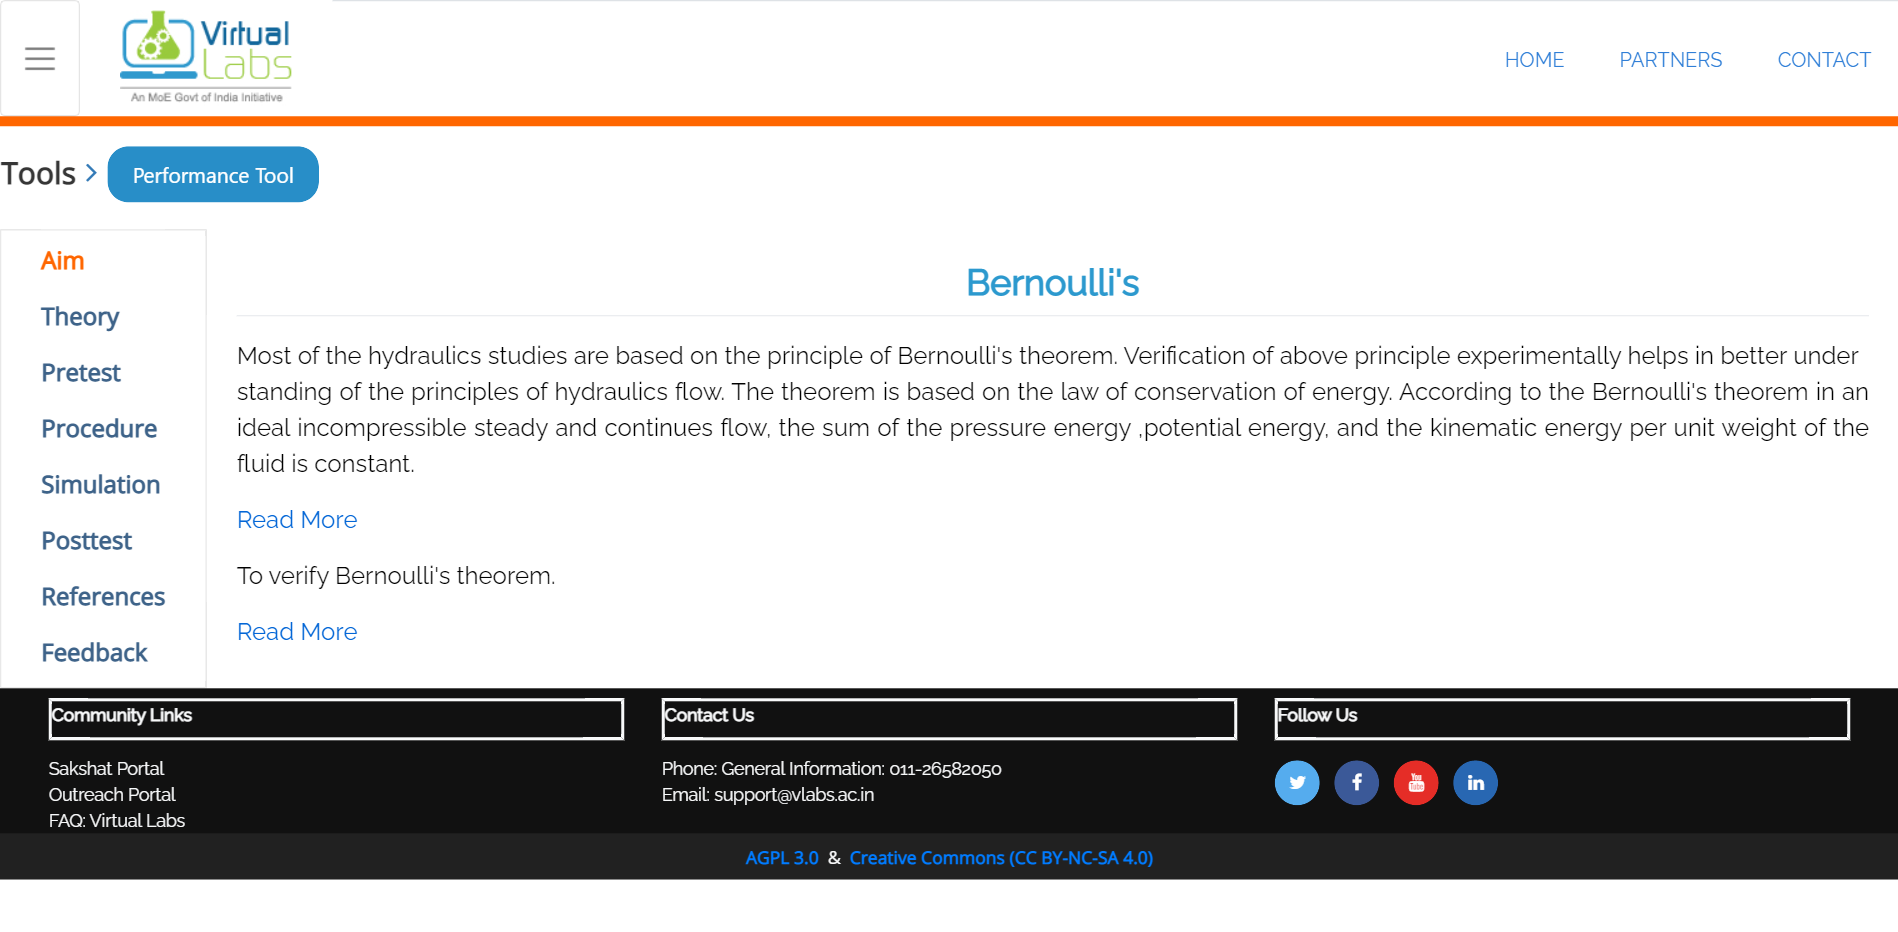 Virtual
Labs
An MoE Govt of India Initiative
HOME PARTNERS CONTACT
Tools
Performance Tool
Aim
Theory
Pretest
Procedure
Simulation
Posttest
References
Feedback
Bernoulli's
Most of the hydraulics studies are based on the principle of Bernoulli's theorem. Verification of above principle experimentally helps in better under
standing of the principles of hydraulics flow. The theorem is based on the law of conservation of energy. According to the Bernoulli's theorem in an
ideal incompressible steady and continues flow, the sum of the pressure energy ,potential energy, and the kinematic energy per unit weight of the
fluid is constant.
Read More
To verify Bernoulli's theorem.
Read More
Community Links
Sakshat Portal
Outreach Portal
FAQ: Virtual Labs
Contact Us
Phone: General Information: 011-26582050
Email: support@vlabs.ac.in
Follow Us
You
Tube
in
AGPL 3.0 & Creative Commons (CC BY-NC-SA 4.0)